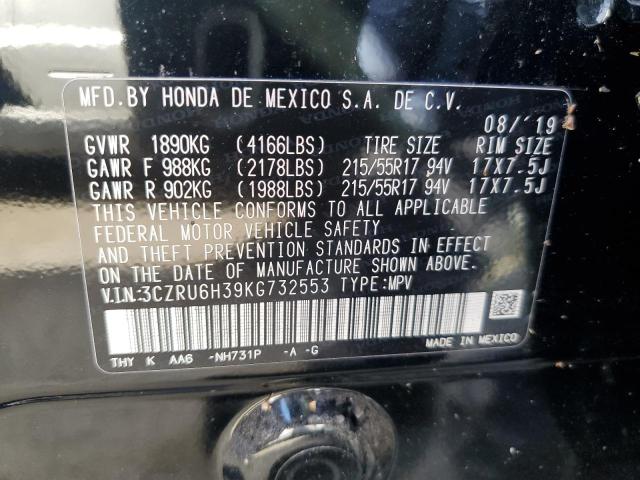 MFD.BY HONDA DE MEXICO S.A. DE C.V.
08/'19
GVWR 1890KG (4166LBS) TIRE SIZE RIM SIZE
GAWR F 988KG (2178LBS) 215/55R17 94V 17X7.5J
GAWR R 902KG (1988LBS) 215/55R17 94V 17X7.5J
THIS VEHICLE CONFORMS TO ALL APPLICABLE
FEDERAL MOTOR VEHICLE SAFETY
AND THEFT PREVENTION STANDARDS IN EFFECT
ON THE DATE OF MANUFACTURE SHOWN ABOVE.
V.I.N:3CZRU6H39KG732553 TYPE:MPV
THY K AA6 -NH731P -A -G MADE IN MEXICO